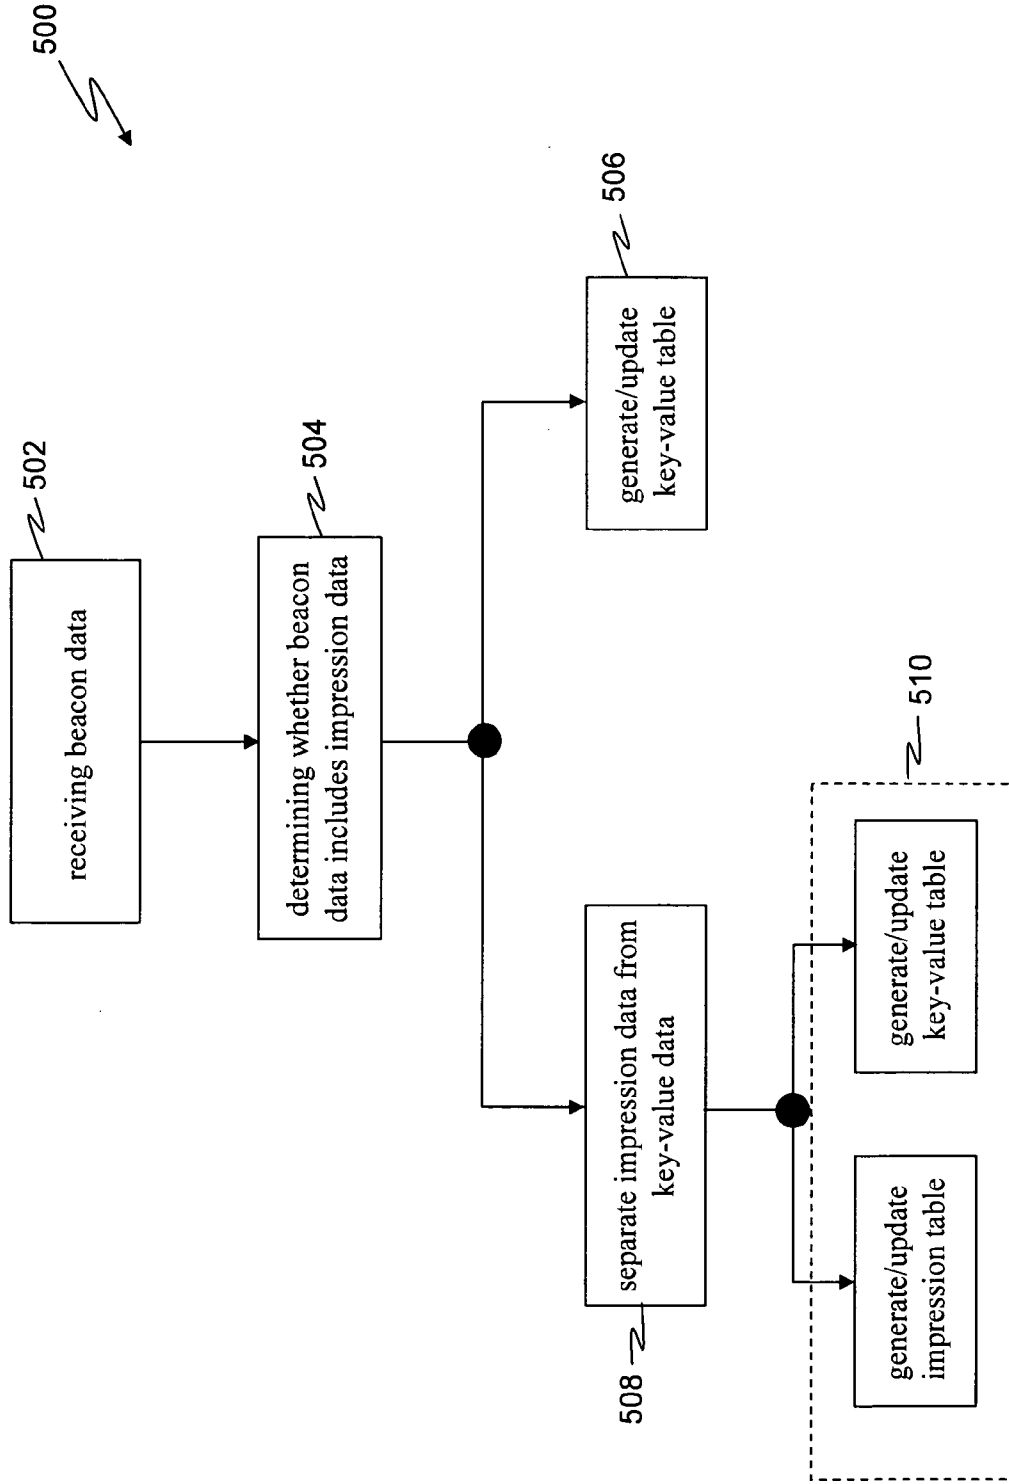 500
502
receiving beacon data
504
determining whether beacon
data includes impression data
506
generate/update
key-value table
508
separate impression data from
key-value data
510
generate/update
impression table
generate/update
key-value table